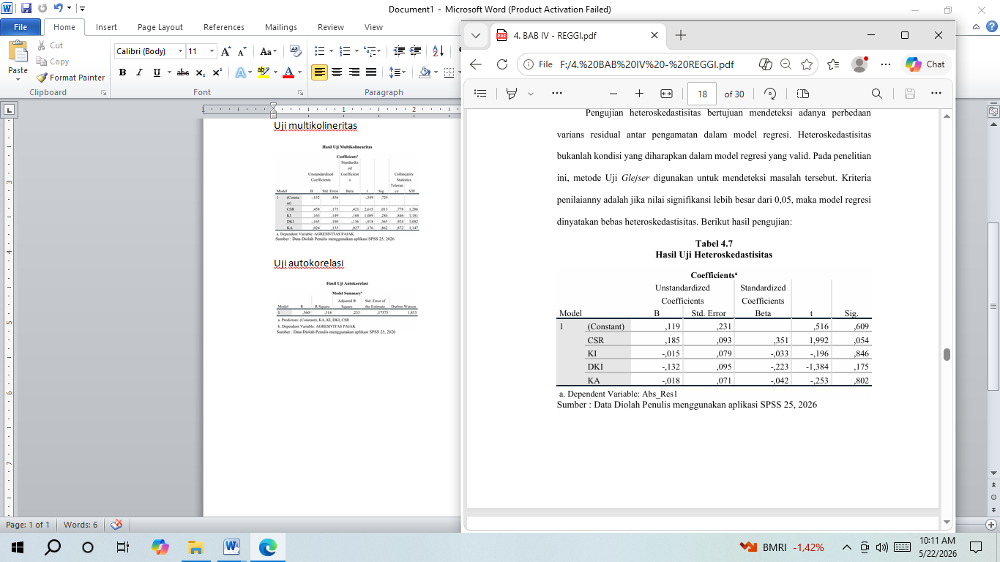 Document1 - Microsoft Word (Product Activation Failed)
File Home Insert Page Layout References Mailings Review View
Paste
Cut
Copy
Format Painter
Clipboard
Calibri (Body) 11
Font
Paragraph
Uji multikolineritas
Hasil Uji Multikolinearitas
Coefficientsᵃ
Unstandardized Coefficients Standardized Coefficients Collinearity Statistics
Model B Std. Error Beta t Sig. Tolerance VIF
1 (Constant) -,152 ,436 -,349 ,729
CSR ,458 ,175 ,421 2,615 ,013 ,778 1,286
KI ,163 ,149 ,168 1,089 ,284 ,846 1,181
DKI -,165 ,180 -,136 -,918 ,365 ,924 1,082
KA ,024 ,135 ,027 ,176 ,862 ,872 1,147
a. Dependent Variable: AGRESIVITAS PAJAK
Sumber : Data Diolah Penulis menggunakan aplikasi SPSS 25, 2026
Uji autokorelasi
Hasil Uji Autokorelasi
Model Summaryᵇ
Model R R Square Adjusted R Square Std. Error of the Estimate Durbin-Watson
1 ,560ᵃ ,314 ,233 ,17373 1,833
a. Predictors: (Constant), KA, KI, DKI, CSR
b. Dependent Variable: AGRESIVITAS PAJAK
Sumber : Data Diolah Penulis menggunakan aplikasi SPSS 25, 2026
Page: 1 of 1 Words: 6
4. BAB IV - REGGI.pdf
File F:/4.%20BAB%20IV%20-%20REGGI.pdf Chat
18 of 30
Pengujian heteroskedastisitas bertujuan mendeteksi adanya perbedaan
varians residual antar pengamatan dalam model regresi. Heteroskedastisitas
bukanlah kondisi yang diharapkan dalam model regresi yang valid. Pada penelitian
ini, metode Uji Glejser digunakan untuk mendeteksi masalah tersebut. Kriteria
penilaianny adalah jika nilai signifikansi lebih besar dari 0,05, maka model regresi
dinyatakan bebas heteroskedastisitas. Berikut hasil pengujian:
Tabel 4.7
Hasil Uji Heteroskedastisitas
Coefficientsᵃ
Unstandardized Standardized
Coefficients Coefficients
Model B Std. Error Beta t Sig.
1 (Constant) ,119 ,231 ,516 ,609
CSR ,185 ,093 ,351 1,992 ,054
KI -,015 ,079 -,033 -,196 ,846
DKI -,132 ,095 -,223 -1,384 ,175
KA -,018 ,071 -,042 -,253 ,802
a. Dependent Variable: Abs_Res1
Sumber : Data Diolah Penulis menggunakan aplikasi SPSS 25, 2026
BMRI -1,42%
10:11 AM
5/22/2026